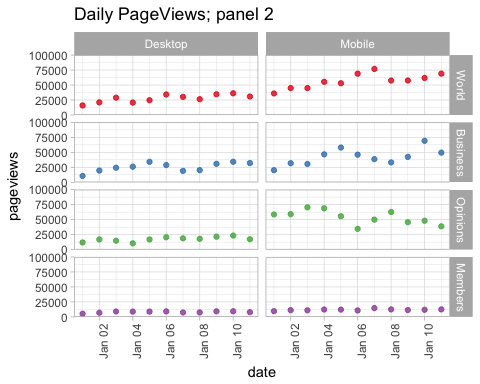 Daily PageViews; panel 2
Desktop Mobile
100000
75000
50000
25000
0
World
100000
75000
50000
25000
0
Business
100000
75000
50000
25000
0
Opinions
100000
75000
50000
25000
0
Members
pageviews
Jan 02 Jan 04 Jan 06 Jan 08 Jan 10 Jan 02 Jan 04 Jan 06 Jan 08 Jan 10
date